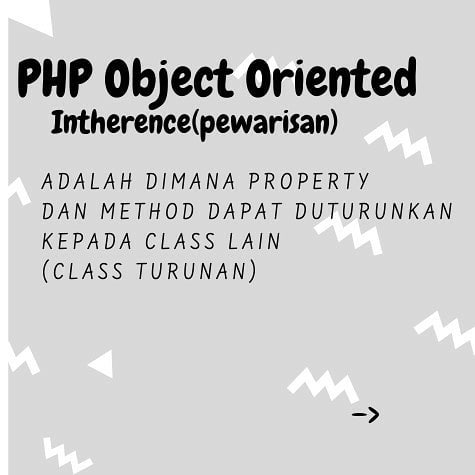 PHP Object Oriented
Intherence(pewarisan)
ADALAH DIMANA PROPERTY
DAN METHOD DAPAT DUTURUNKAN
KEPADA CLASS LAIN
(CLASS TURUNAN)